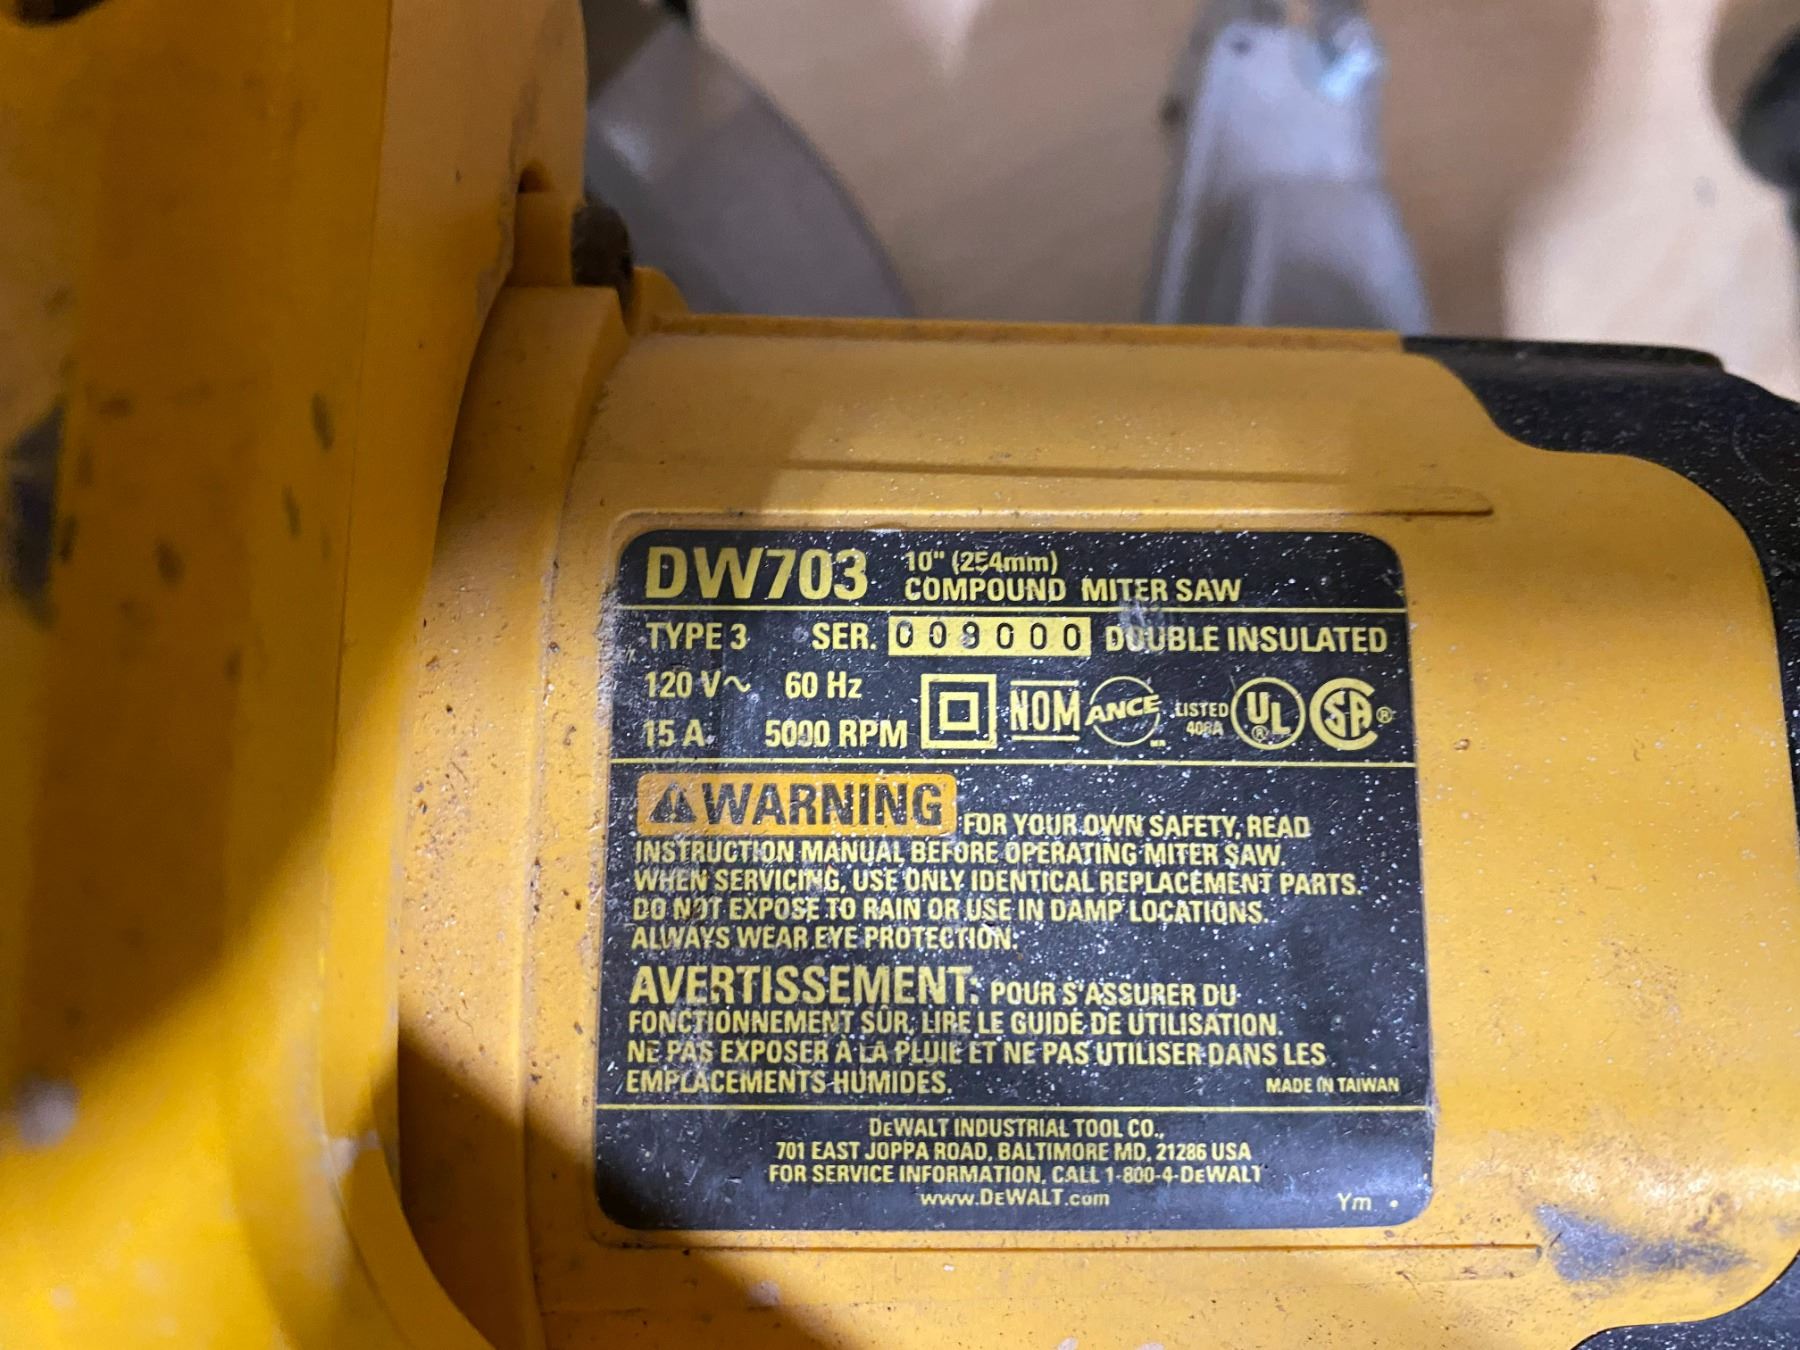 DW703 10" (254mm)
COMPOUND MITER SAW
TYPE 3 SER. 009000 DOUBLE INSULATED
120 V~ 60 Hz
15 A 5000 RPM NOM ANCE LISTED UL SA
WARNING FOR YOUR OWN SAFETY, READ
INSTRUCTION MANUAL BEFORE OPERATING MITER SAW.
WHEN SERVICING, USE ONLY IDENTICAL REPLACEMENT PARTS.
DO NOT EXPOSE TO RAIN OR USE IN DAMP LOCATIONS.
ALWAYS WEAR EYE PROTECTION.
AVERTISSEMENT: POUR S'ASSURER DU
FONCTIONNEMENT SÛR, LIRE LE GUIDE DE UTILISATION.
NE PAS EXPOSER À LA PLUIE ET NE PAS UTILISER DANS LES
EMPLACEMENTS HUMIDES. MADE IN TAIWAN
DEWALT INDUSTRIAL TOOL CO.,
701 EAST JOPPA ROAD, BALTIMORE MD, 21286 USA
FOR SERVICE INFORMATION, CALL 1-800-4-DEWALT
www.DEWALT.com Ym